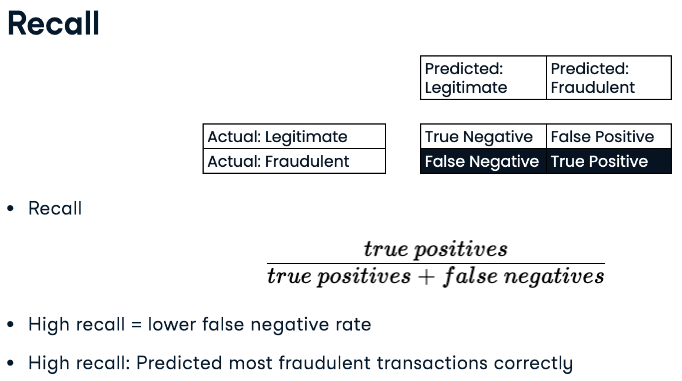 Recall
Predicted: Predicted:
Legitimate Fraudulent
Actual: Legitimate True Negative False Positive
Actual: Fraudulent False Negative True Positive
• Recall
true positives
true positives + false negatives
• High recall = lower false negative rate
• High recall: Predicted most fraudulent transactions correctly